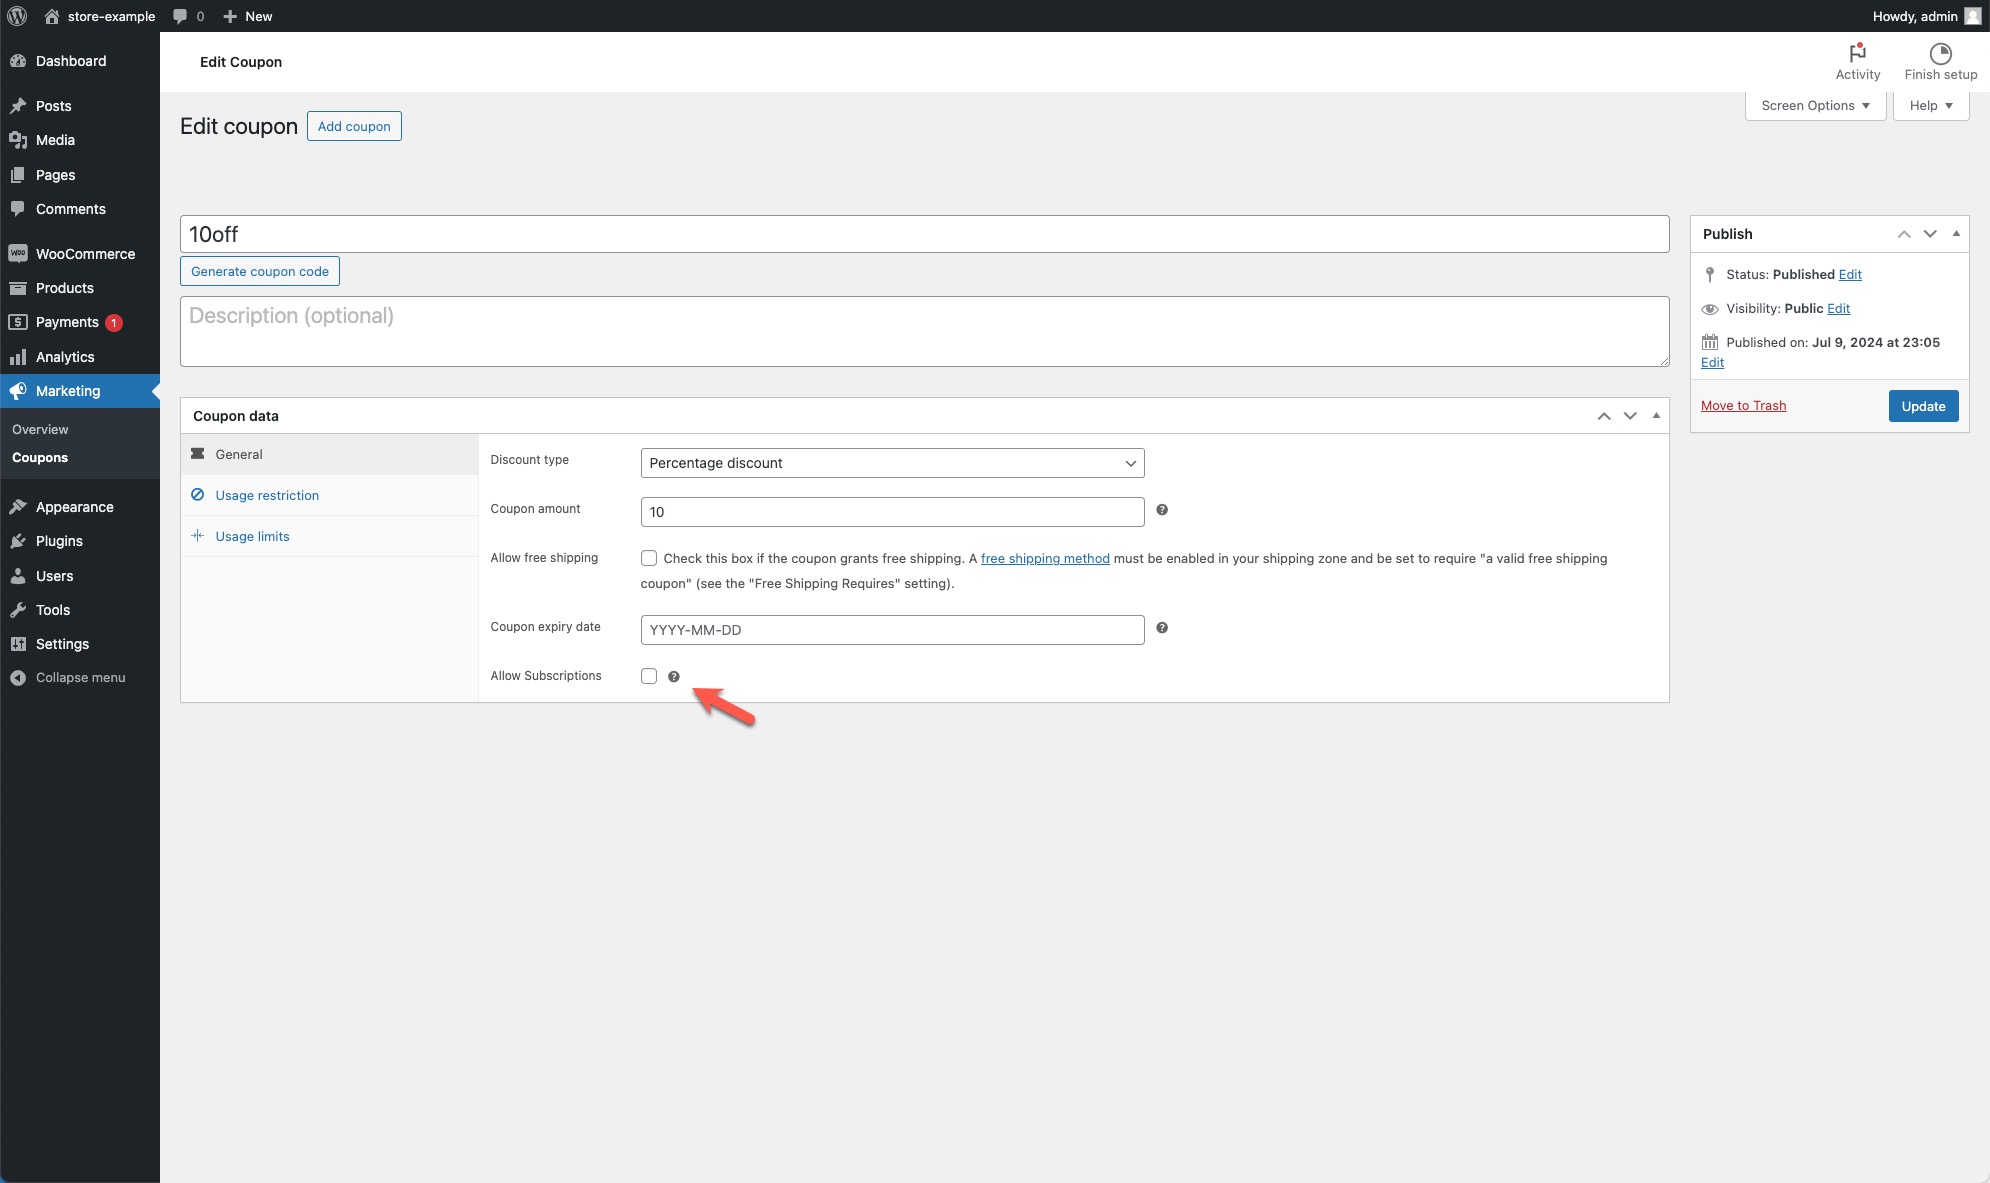 store-example
0
New
Howdy, admin
Dashboard
Posts
Media
Pages
Comments
WooCommerce
Products
Payments 1
Analytics
Marketing
Overview
Coupons
Appearance
Plugins
Users
Tools
Settings
Collapse menu
Edit Coupon
Activity
Finish setup
Screen Options
Help
Edit coupon
Add coupon
10off
Generate coupon code
Description (optional)
Coupon data
General
Usage restriction
Usage limits
Discount type
Percentage discount
Coupon amount
10
Allow free shipping
Check this box if the coupon grants free shipping. A free shipping method must be enabled in your shipping zone and be set to require "a valid free shipping
coupon" (see the "Free Shipping Requires" setting).
Coupon expiry date
YYYY-MM-DD
Allow Subscriptions
Publish
Status: Published Edit
Visibility: Public Edit
Published on: Jul 9, 2024 at 23:05
Edit
Move to Trash
Update